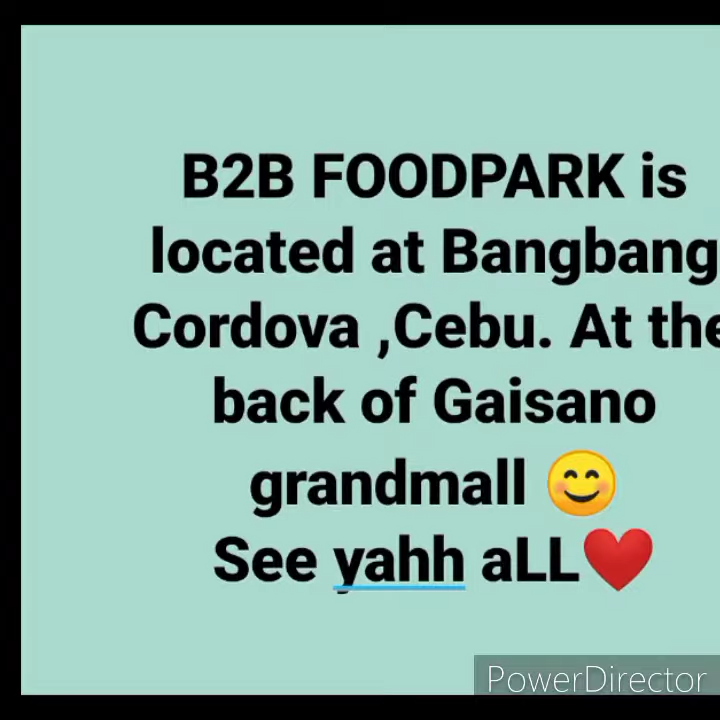 B2B FOODPARK is
located at Bangbang
Cordova ,Cebu. At the
back of Gaisano
grandmall 😊
See yahh aLL❤️
PowerDirector